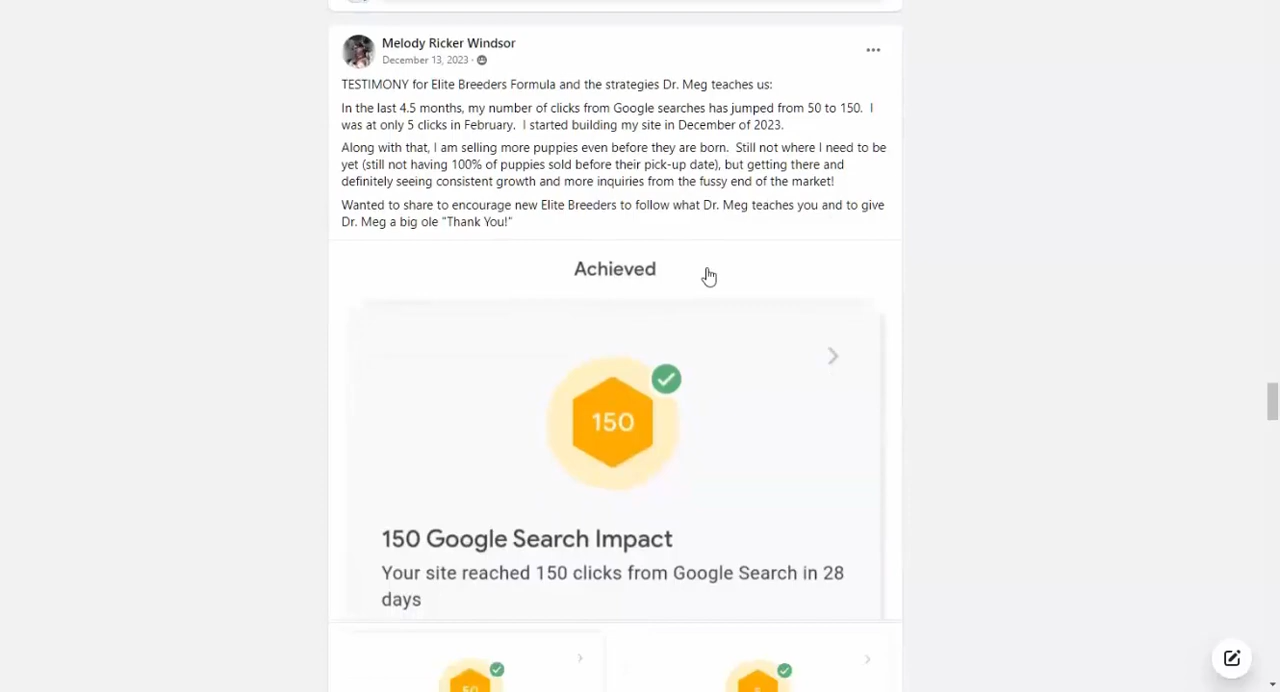 Melody Ricker Windsor
December 13, 2023 ·
TESTIMONY for Elite Breeders Formula and the strategies Dr. Meg teaches us:
In the last 4.5 months, my number of clicks from Google searches has jumped from 50 to 150. I
was at only 5 clicks in February. I started building my site in December of 2023.
Along with that, I am selling more puppies even before they are born. Still not where I need to be
yet (still not having 100% of puppies sold before their pick-up date), but getting there and
definitely seeing consistent growth and more inquiries from the fussy end of the market!
Wanted to share to encourage new Elite Breeders to follow what Dr. Meg teaches you and to give
Dr. Meg a big ole "Thank You!"
Achieved
150
150 Google Search Impact
Your site reached 150 clicks from Google Search in 28
days
50